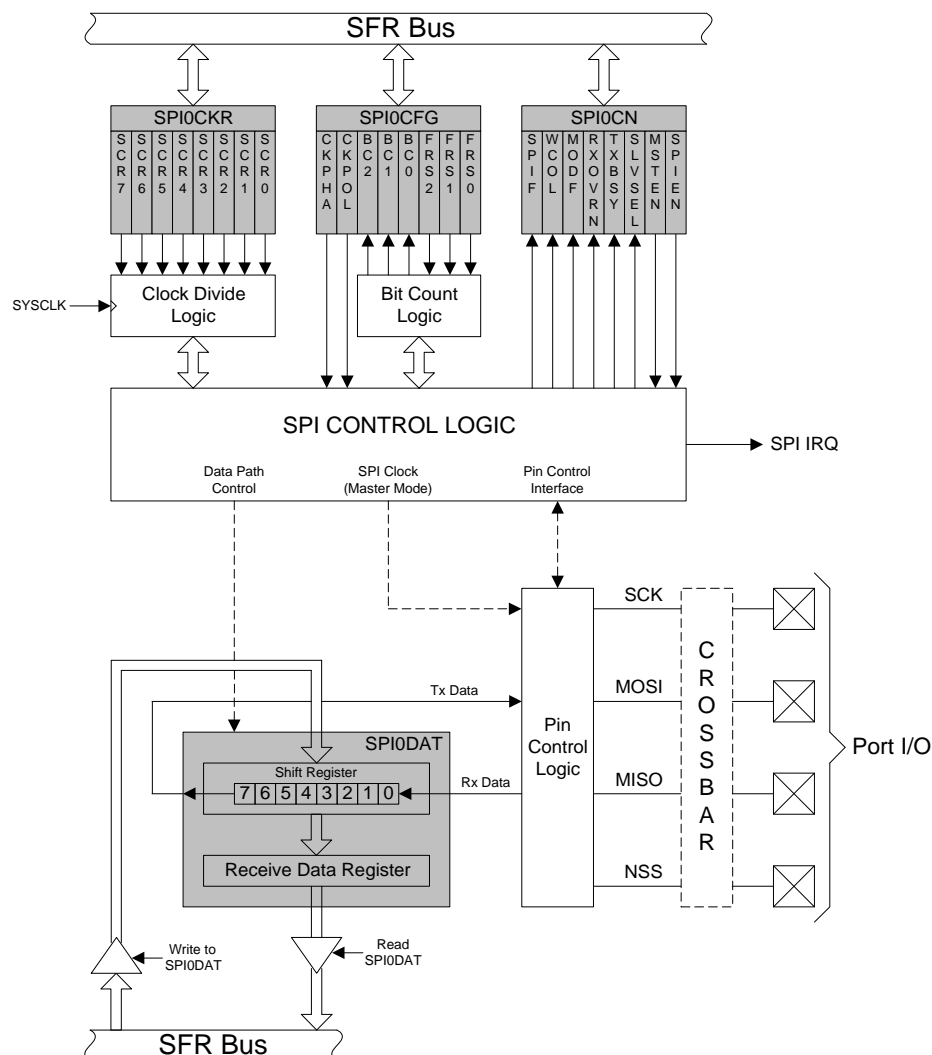 SFR Bus
SPI0CKR
SCR7
SCR6
SCR5
SCR4
SCR3
SCR2
SCR1
SCR0
SPI0CFG
CKPHA
CKPOL
BC2
BC1
BC0
FRS2
FRS1
FRS0
SPI0CN
SPIF
WCOL
MODF
RXOVRN
TXBSY
SLVSEL
MSTEN
SPIEN
SYSCLK
Clock Divide
Logic
Bit Count
Logic
SPI CONTROL LOGIC
SPI IRQ
Data Path
Control
SPI Clock
(Master Mode)
Pin Control
Interface
SCK
MOSI
MISO
NSS
Pin
Control
Logic
CROSSBAR
Port I/O
Tx Data
SPI0DAT
Shift Register
7 6 5 4 3 2 1 0
Rx Data
Receive Data Register
Write to
SPI0DAT
Read
SPI0DAT
SFR Bus